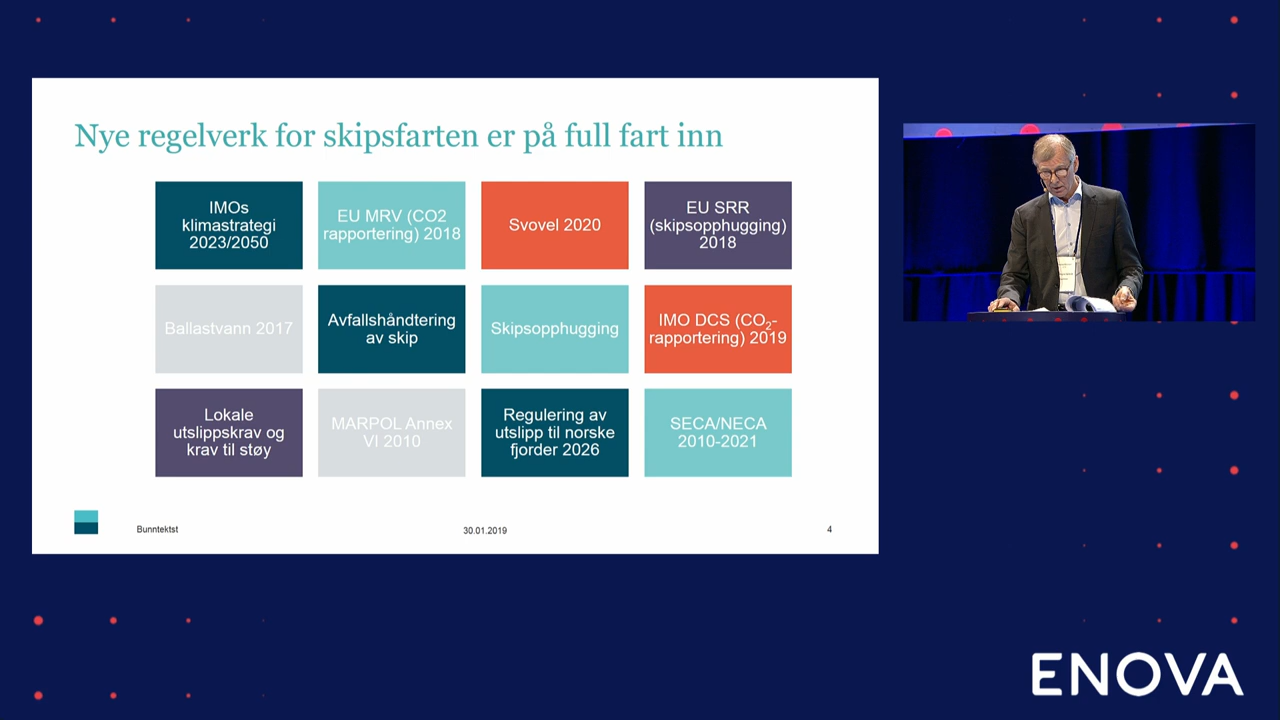 Nye regelverk for skipsfarten er på full fart inn
IMOs
klimastrategi
2023/2050
EU MRV (CO2
rapportering) 2018
Svovel 2020
EU SRR
(skipsopphugging)
2018
Ballastvann 2017
Avfallshåndtering
av skip
Skipsopphugging
IMO DCS (CO₂-
rapportering) 2019
Lokale
utslippskrav og
krav til støy
MARPOL Annex
VI 2010
Regulering av
utslipp til norske
fjorder 2026
SECA/NECA
2010-2021
Bunntektst
30.01.2019
4
ENOVA